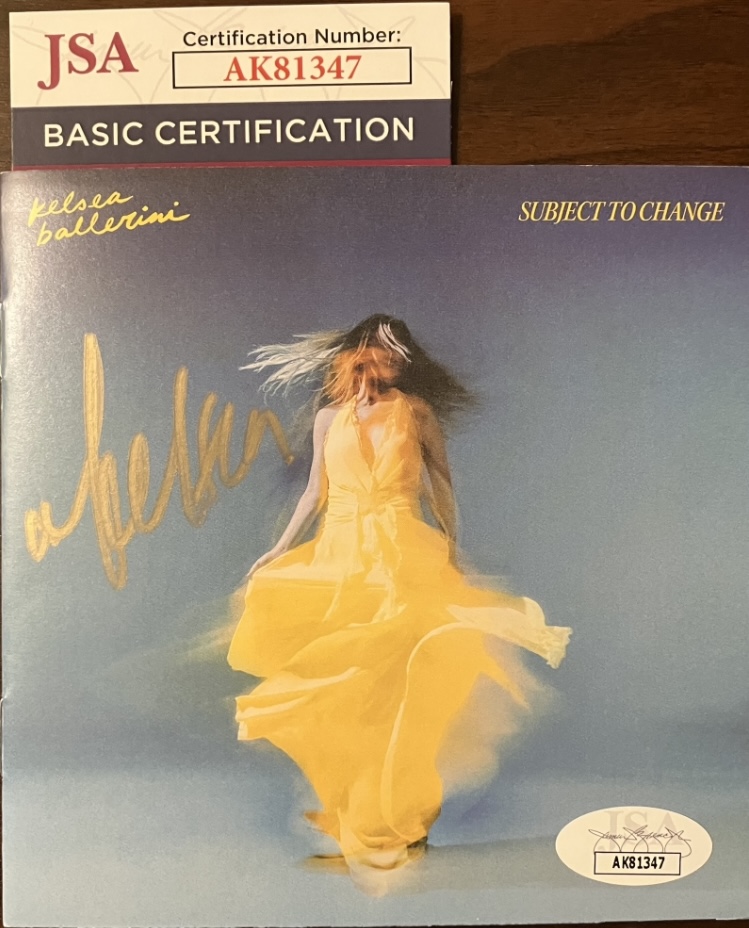 JSA
Certification Number:
AK81347
BASIC CERTIFICATION
kelsea
ballerini
SUBJECT TO CHANGE
JSA
AK81347